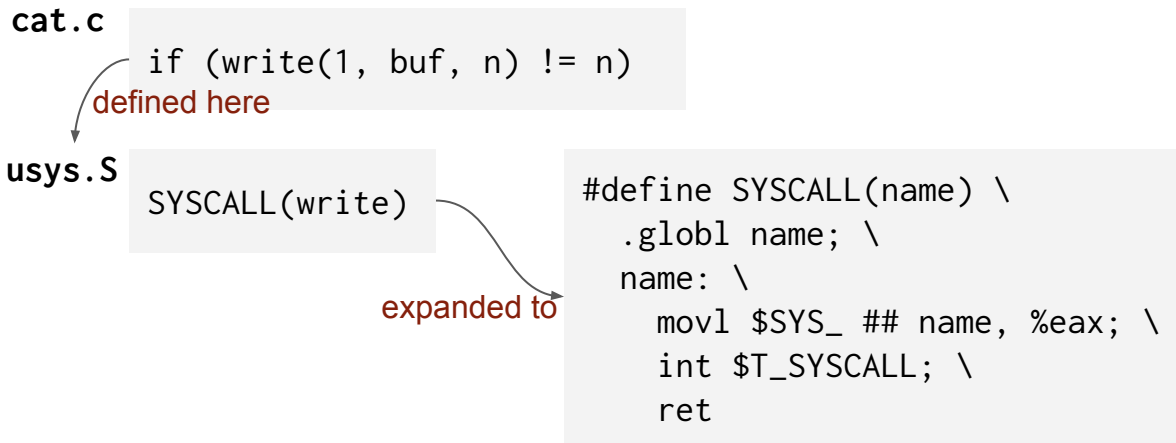 cat.c
if (write(1, buf, n) != n)
defined here
usys.S
SYSCALL(write)
expanded to
#define SYSCALL(name) \
.globl name; \
name: \
movl $SYS_ ## name, %eax; \
int $T_SYSCALL; \
ret